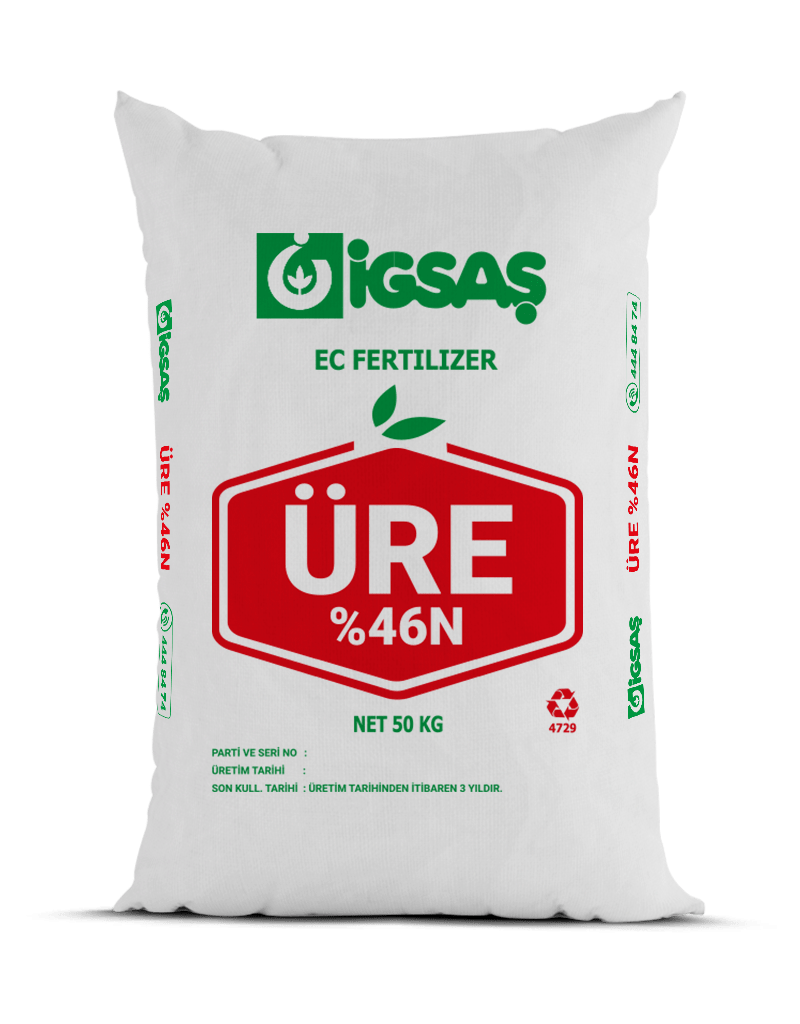 İGSAŞ
EC FERTILIZER
ÜRE
%46N
NET 50 KG
4729
PARTİ VE SERİ NO :
ÜRETİM TARİHİ :
SON KULL. TARİHİ : ÜRETİM TARİHİNDEN İTİBAREN 3 YILDIR.
İGSAŞ
ÜRE %46N
444 84 74
444 84 74
ÜRE %46N
İGSAŞ